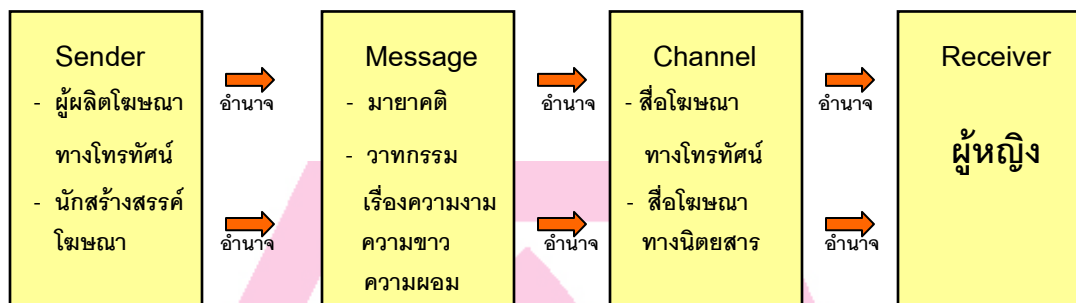 Sender
- ผู้ผลิตโฆษณา
ทางโทรทัศน์
- นักสร้างสรรค์
โฆษณา
อำนาจ
อำนาจ
Message
- มายาคติ
- วาทกรรม
เรื่องความงาม
ความขาว
ความผอม
อำนาจ
อำนาจ
Channel
- สื่อโฆษณา
ทางโทรทัศน์
- สื่อโฆษณา
ทางนิตยสาร
อำนาจ
อำนาจ
Receiver
ผู้หญิง